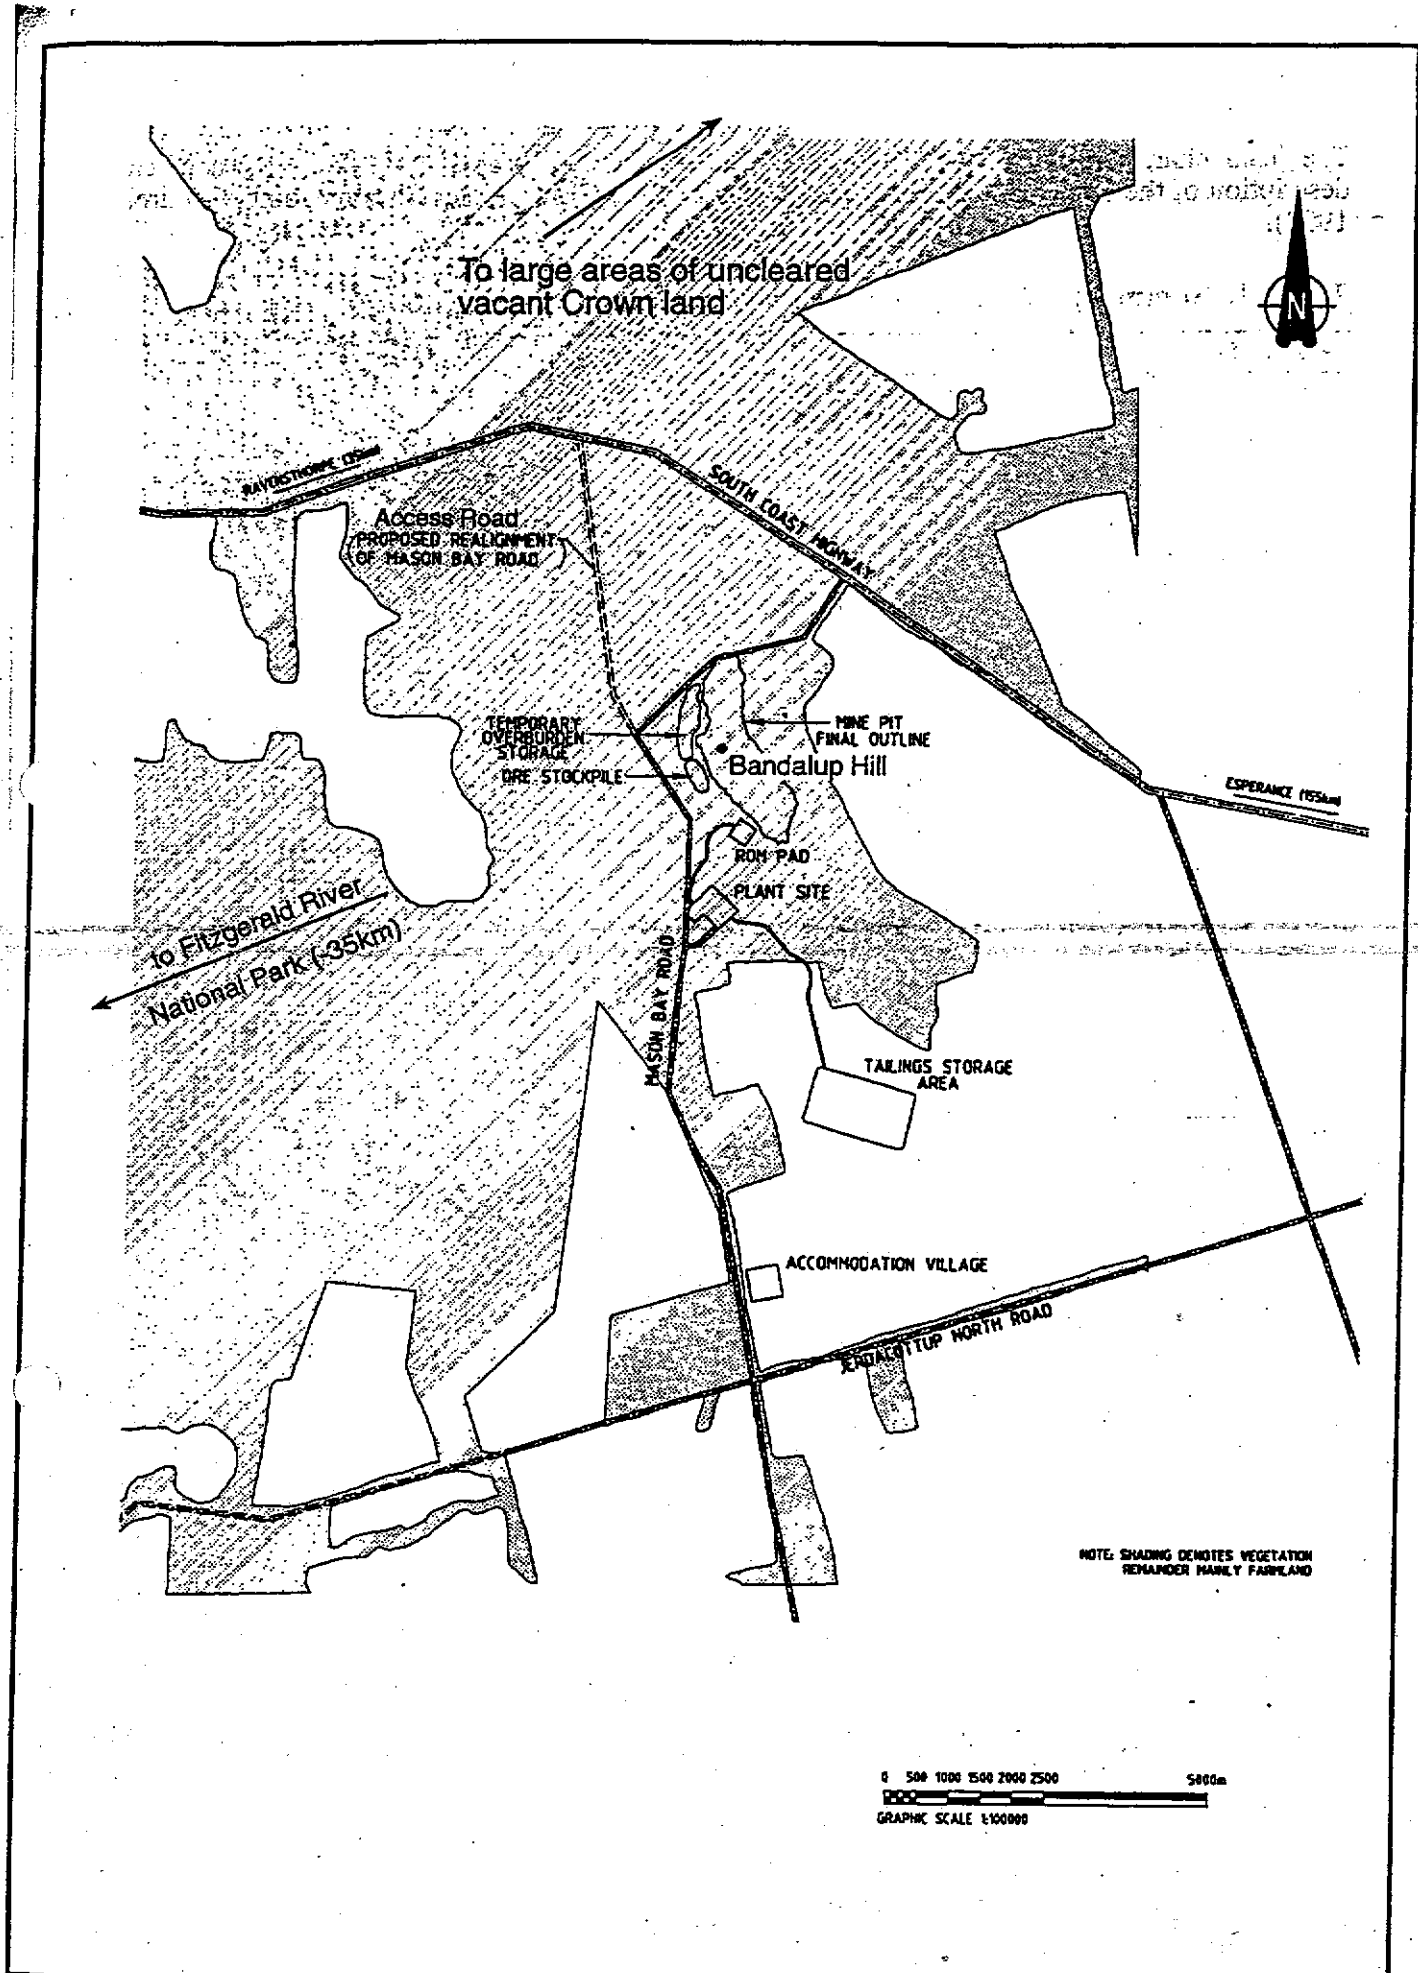 To large areas of uncleared
vacant Crown land
N
RAVENSTHORPE (35km)
SOUTH COAST HIGHWAY
Access Road
(PROPOSED REALIGNMENT
OF MASON BAY ROAD)
TEMPORARY
OVERBURDEN
STORAGE
ORE STOCKPILE
MINE PIT
FINAL OUTLINE
Bandalup Hill
ESPERANCE (155km)
ROM PAD
PLANT SITE
to Fitzgerald River
National Park (~35km)
MASON BAY ROAD
TAILINGS STORAGE
AREA
ACCOMMODATION VILLAGE
JERDACUTTUP NORTH ROAD
NOTE: SHADING DENOTES VEGETATION
REMAINDER MAINLY FARMLAND
0 500 1000 1500 2000 2500 5000m
GRAPHIC SCALE 1:100000